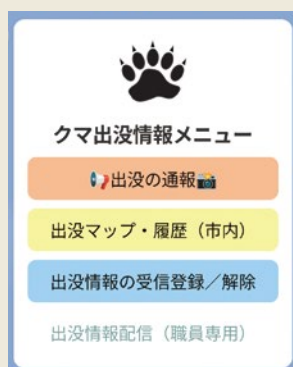 クマ出没情報メニュー
📢出没の通報📸
出没マップ・履歴（市内）
出没情報の受信登録／解除
出没情報配信（職員専用）